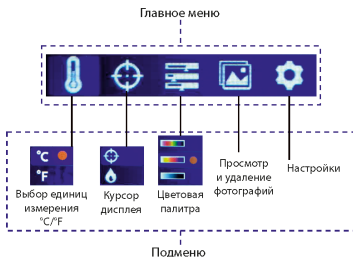 Главное меню
°C
°F
Выбор единиц
измерения
°C/°F
Курсор
дисплея
Цветовая
палитра
Просмотр
и удаление
фотографий
Настройки
Подменю